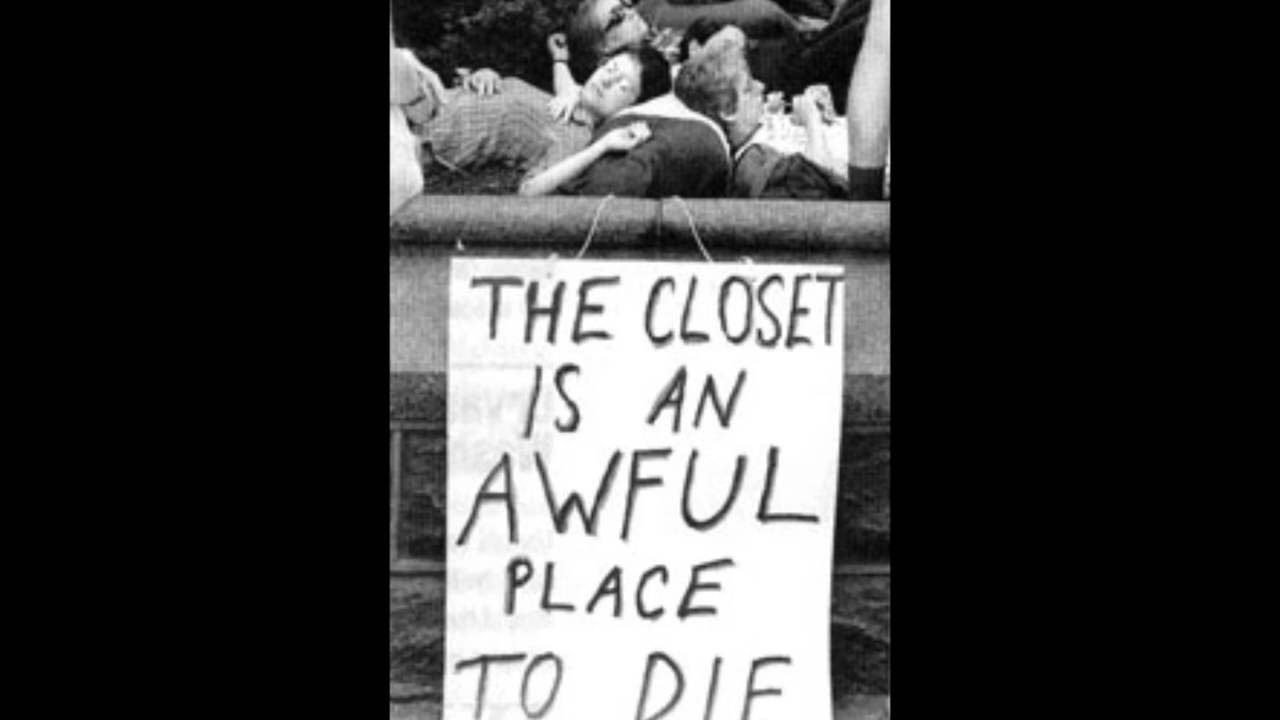 THE CLOSET
IS AN
AWFUL
PLACE
TO DIE